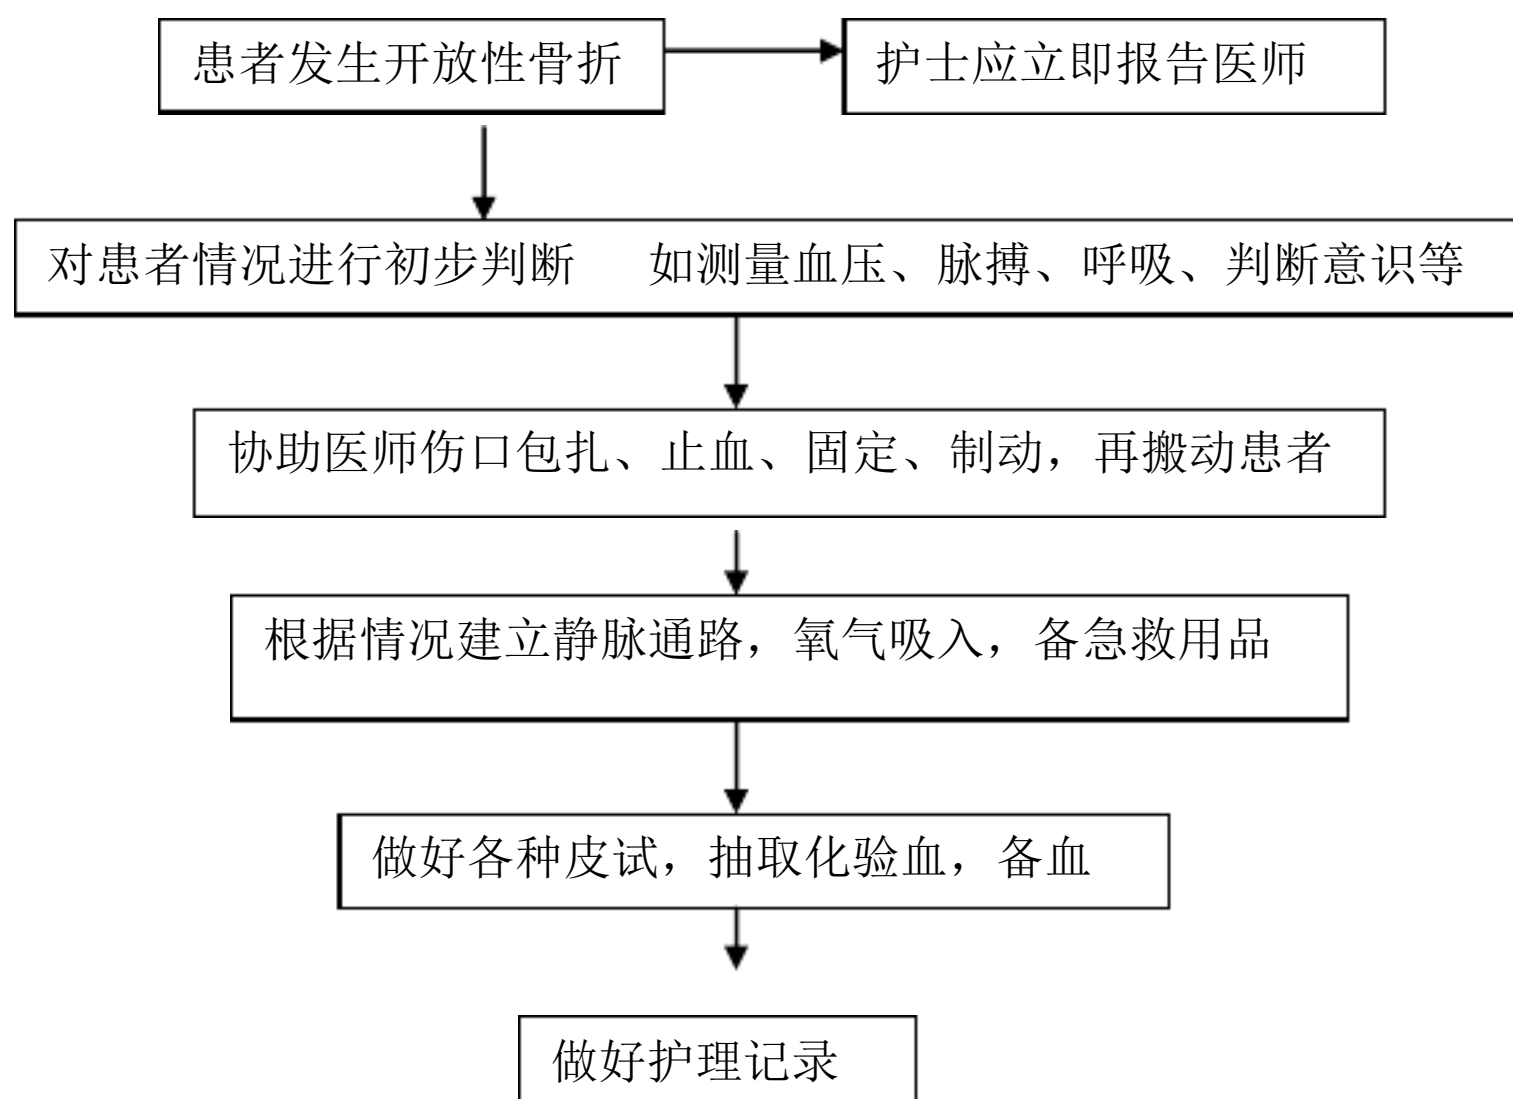 患者发生开放性骨折
护士应立即报告医师
对患者情况进行初步判断 如测量血压、脉搏、呼吸、判断意识等
协助医师伤口包扎、止血、固定、制动，再搬动患者
根据情况建立静脉通路，氧气吸入，备急救用品
做好各种皮试，抽取化验血，备血
做好护理记录